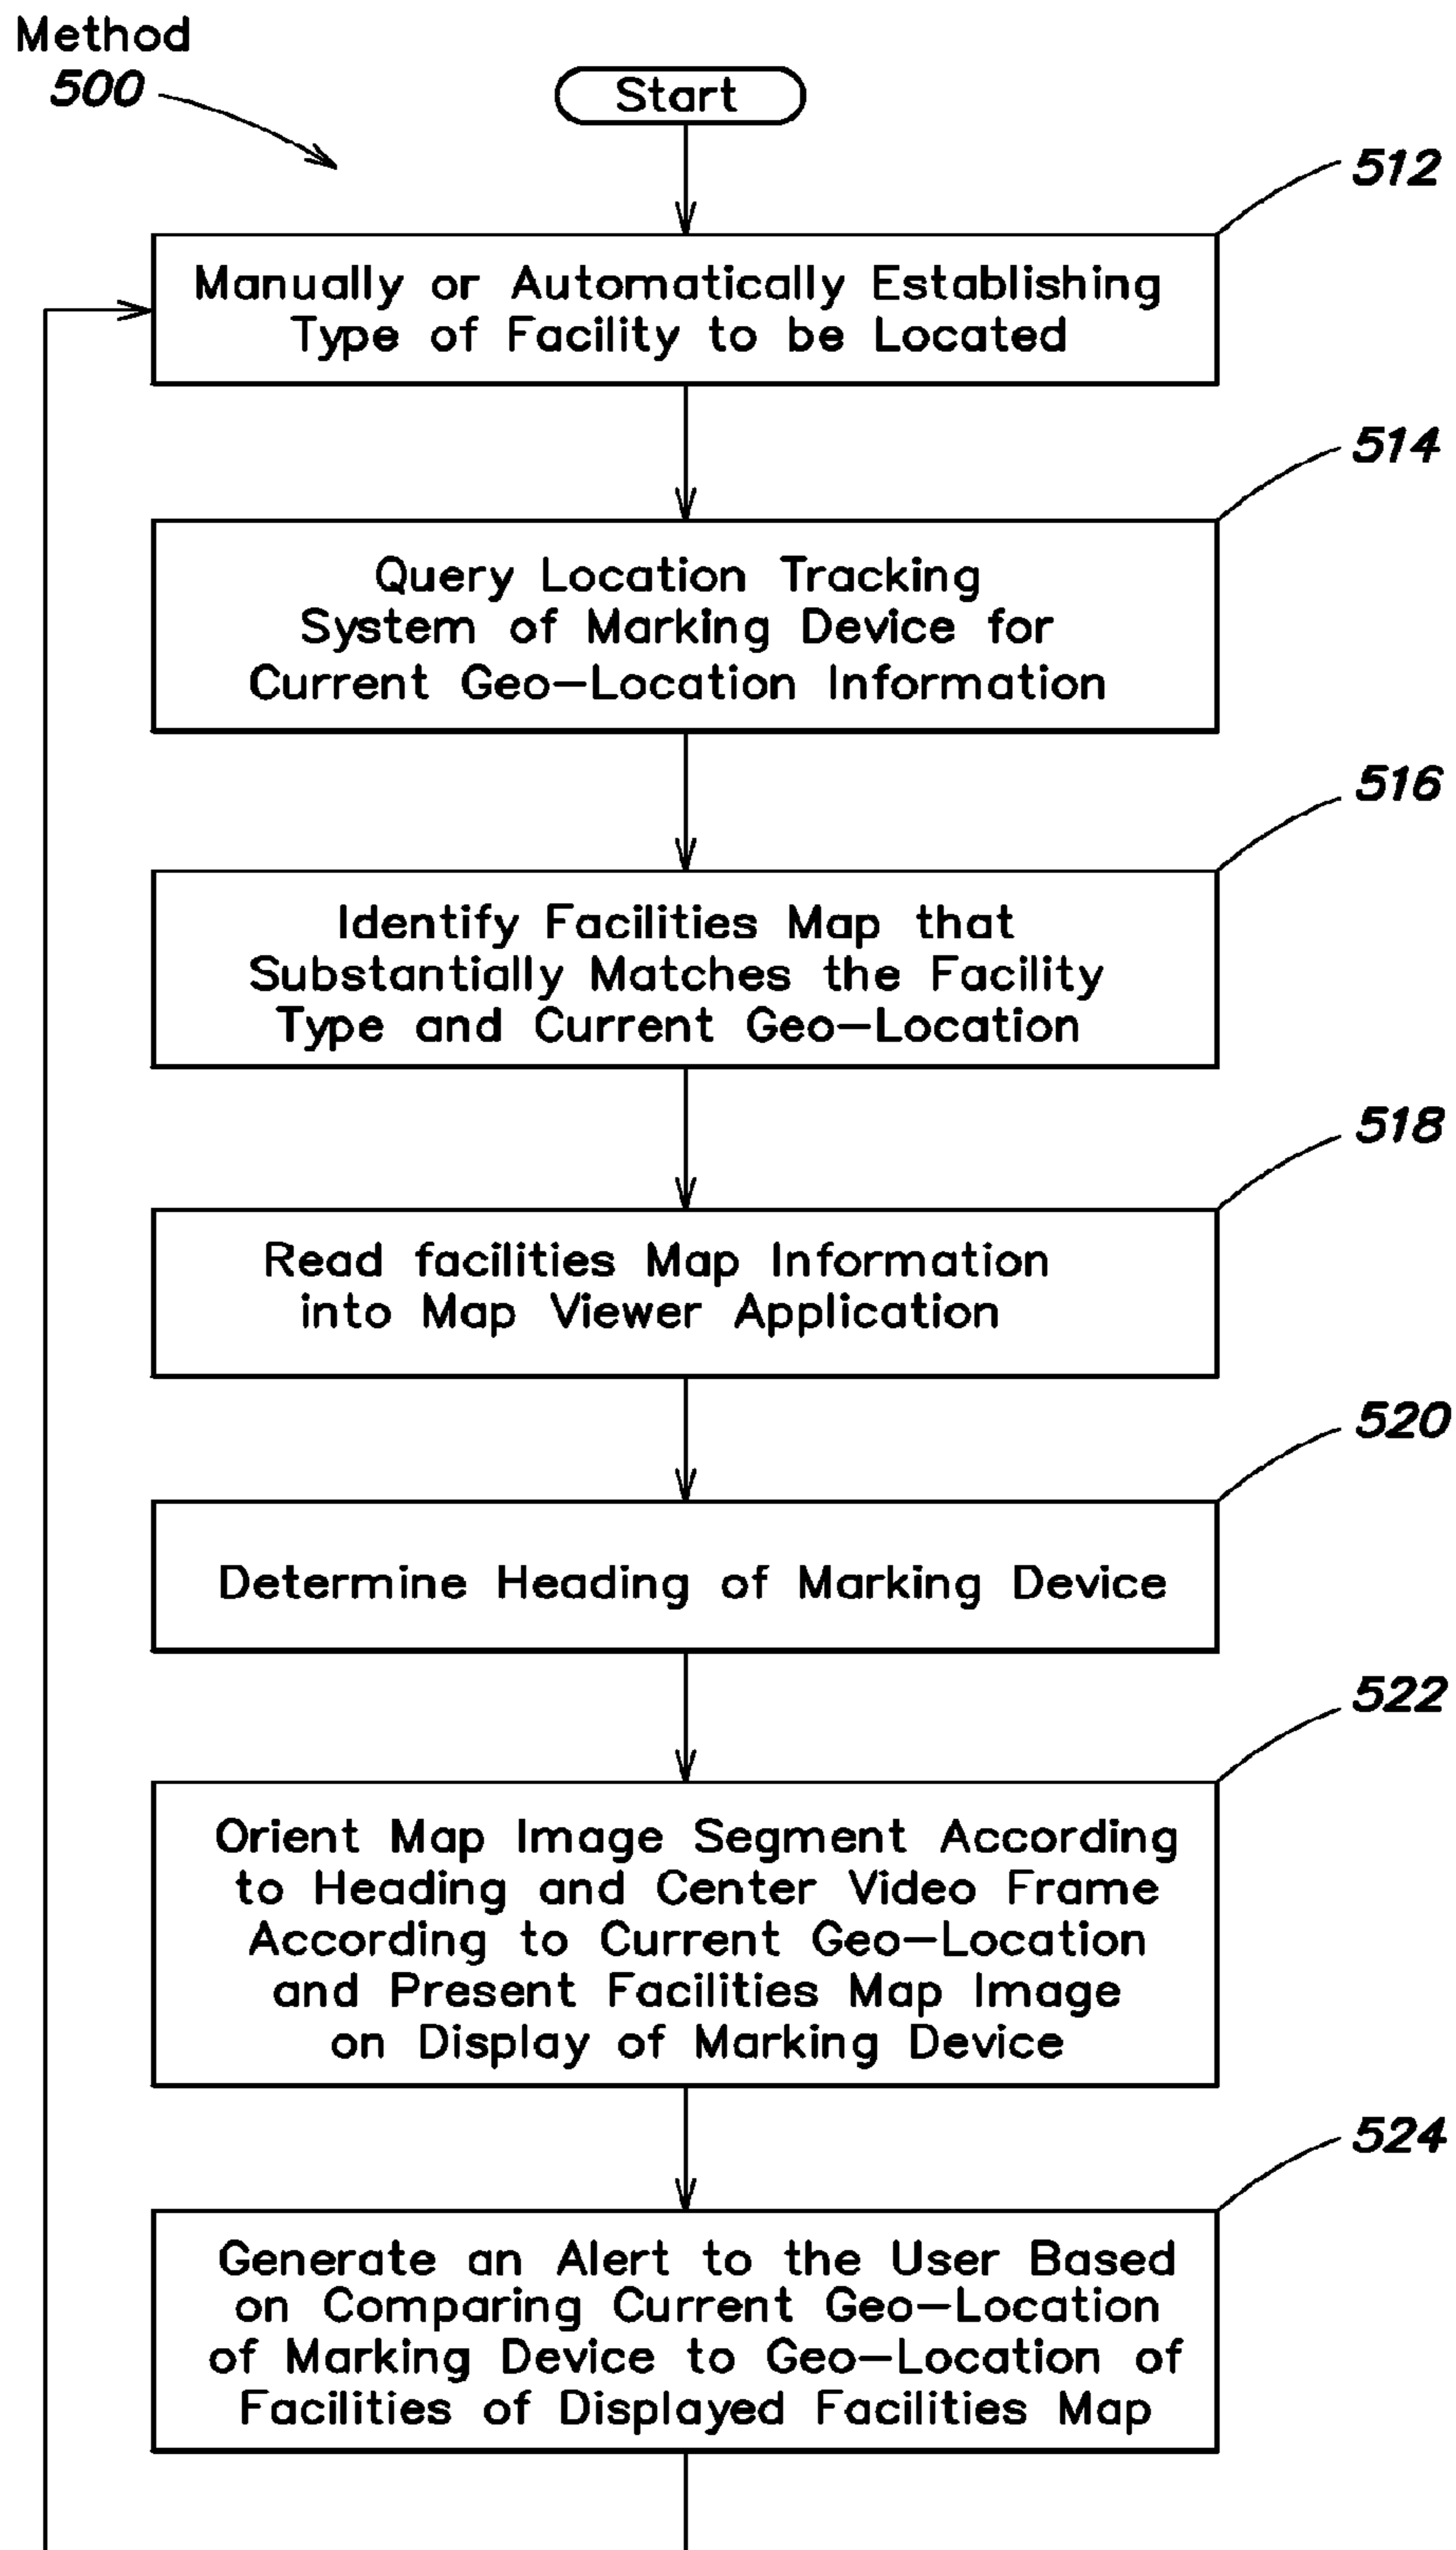 Method
500
Start
512
Manually or Automatically Establishing
Type of Facility to be Located
514
Query Location Tracking
System of Marking Device for
Current Geo-Location Information
516
Identify Facilities Map that
Substantially Matches the Facility
Type and Current Geo-Location
518
Read facilities Map Information
into Map Viewer Application
520
Determine Heading of Marking Device
522
Orient Map Image Segment According
to Heading and Center Video Frame
According to Current Geo-Location
and Present Facilities Map Image
on Display of Marking Device
524
Generate an Alert to the User Based
on Comparing Current Geo-Location
of Marking Device to Geo-Location of
Facilities of Displayed Facilities Map